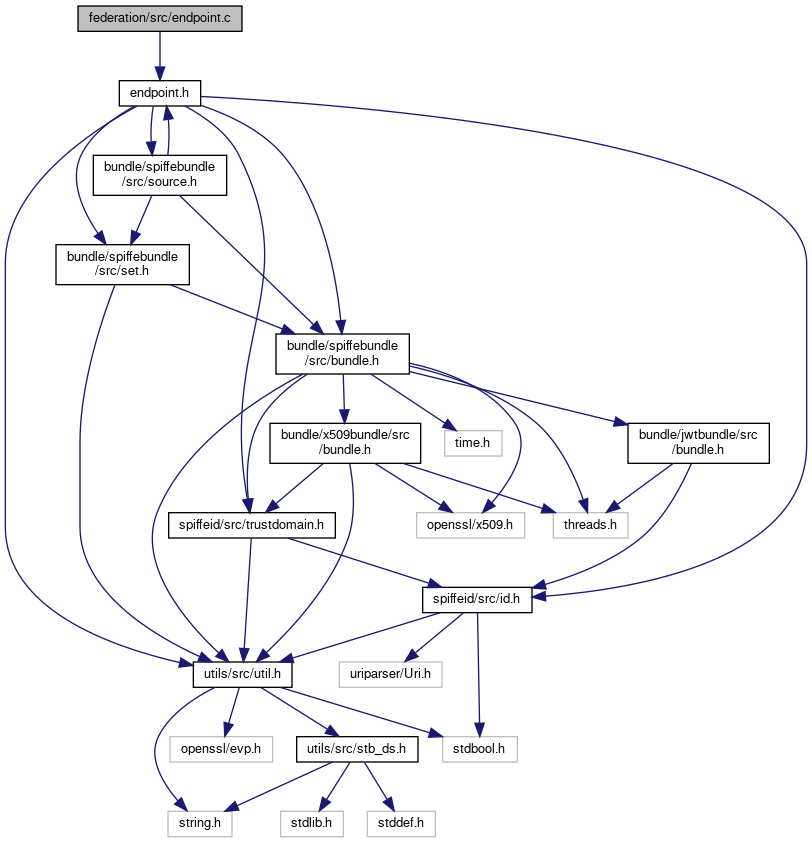 federation/src/endpoint.c
endpoint.h
bundle/spiffebundle
/src/source.h
bundle/spiffebundle
/src/set.h
bundle/spiffebundle
/src/bundle.h
bundle/x509bundle/src
/bundle.h
time.h
bundle/jwtbundle/src
/bundle.h
spiffeid/src/trustdomain.h
openssl/x509.h
threads.h
spiffeid/src/id.h
utils/src/util.h
uriparser/Uri.h
openssl/evp.h
utils/src/stb_ds.h
stdbool.h
string.h
stdlib.h
stddef.h